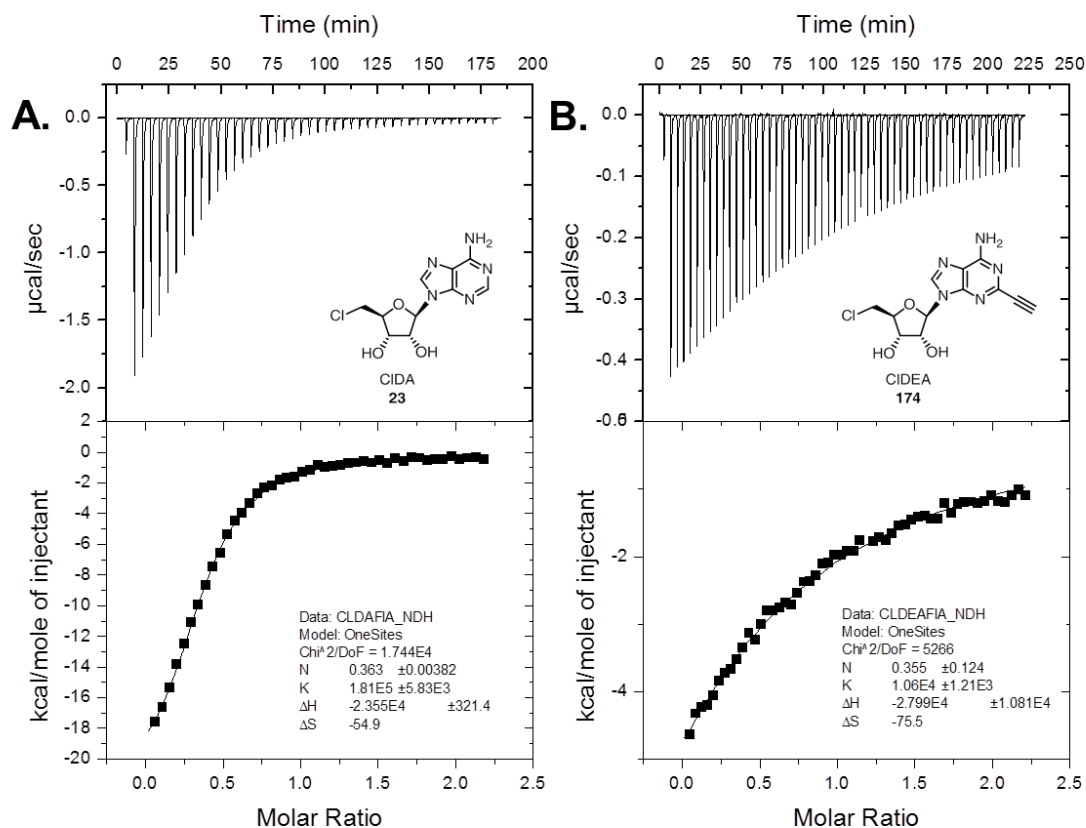 A.
Time (min)
0 25 50 75 100 125 150 175 200
0.0
-0.5
-1.0
-1.5
-2.0
µcal/sec
NH₂
N
N
N
N
O
Cl
HO
OH
ClDA
23
2
0
-2
-4
-6
-8
-10
-12
-14
-16
-18
-20
kcal/mole of injectant
Data: CLDAFIA_NDH
Model: OneSites
Chi^2/DoF = 1.744E4
N 0.363 ±0.00382
K 1.81E5 ±5.83E3
ΔH -2.355E4 ±321.4
ΔS -54.9
0.0 0.5 1.0 1.5 2.0 2.5
Molar Ratio
B.
Time (min)
0 25 50 75 100 125 150 175 200 225 250
0.0
-0.1
-0.2
-0.3
-0.4
µcal/sec
NH₂
N
N
N
N
O
Cl
HO
OH
ClDEA
174
-2
-4
kcal/mole of injectant
Data: CLDEAFIA_NDH
Model: OneSites
Chi^2/DoF = 5266
N 0.355 ±0.124
K 1.06E4 ±1.21E3
ΔH -2.799E4 ±1.081E4
ΔS -75.5
0.0 0.5 1.0 1.5 2.0 2.5
Molar Ratio